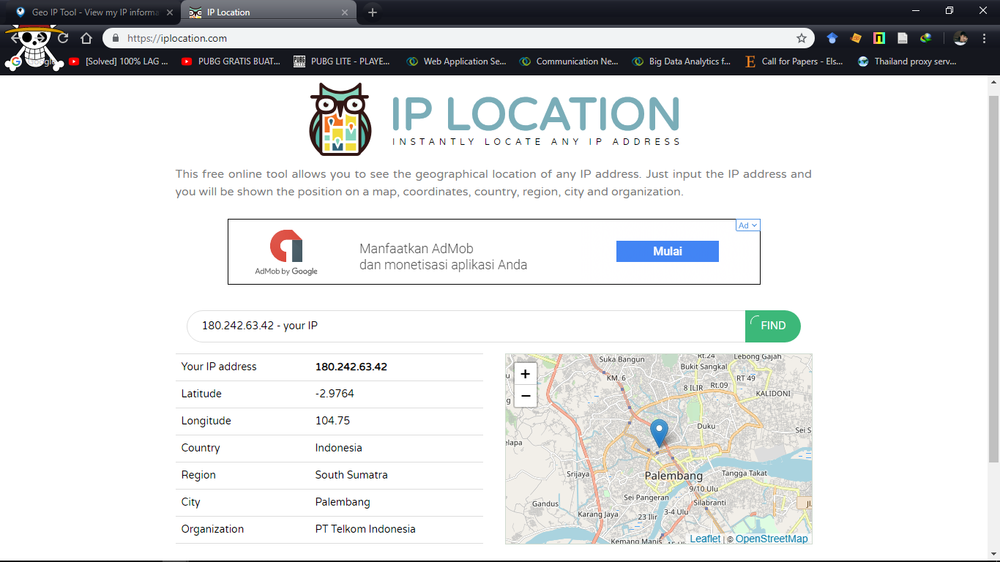 Geo IP Tool - View my IP informa
IP Location
https://iplocation.com
Google
[Solved] 100% LAG ...
PUBG GRATIS BUAT...
PUBG LITE - PLAYE...
Web Application Se...
Communication Ne...
Big Data Analytics f...
Call for Papers - Els...
Thailand proxy serv...
IP LOCATION
INSTANTLY LOCATE ANY IP ADDRESS
This free online tool allows you to see the geographical location of any IP address. Just input the IP address and
you will be shown the position on a map, coordinates, country, region, city and organization.
Ad
Manfaatkan AdMob
dan monetisasi aplikasi Anda
AdMob by Google
Mulai
180.242.63.42 - your IP
FIND
Your IP address 180.242.63.42
Latitude -2.9764
Longitude 104.75
Country Indonesia
Region South Sumatra
City Palembang
Organization PT Telkom Indonesia
+
−
Suka Bangun
Rt.24
Lebong Gajah
Bukit Sangkal
KM. 6
RT 49
8 ILIR
Rt.09
KALIDONI
Duku
Sei S
elapa
Srijaya
Palembang
Tangga Takat
9/10 Ulu
Sei Pangeran
Silabranti
Gandus
3-4 Ulu
Jl.
Karang Jaya
23 Ilir
Kemang Manis
Leaflet | © OpenStreetMap